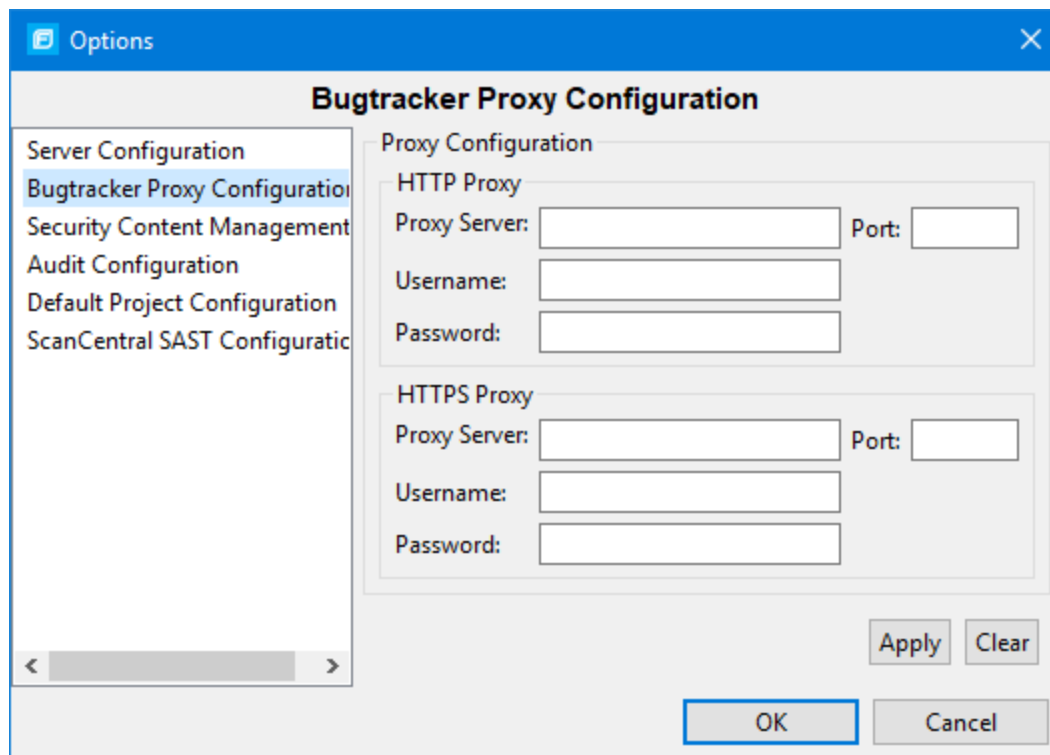 Options
Bugtracker Proxy Configuration
Server Configuration
Bugtracker Proxy Configuration
Security Content Management
Audit Configuration
Default Project Configuration
ScanCentral SAST Configuratic
Proxy Configuration
HTTP Proxy
Proxy Server: Port:
Username:
Password:
HTTPS Proxy
Proxy Server: Port:
Username:
Password:
Apply Clear
OK Cancel